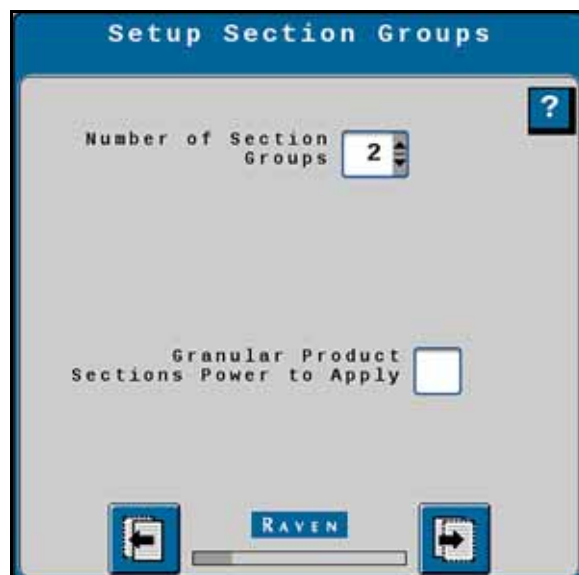 Setup Section Groups
?
Number of Section
Groups
2
Granular Product
Sections Power to Apply
RAVEN